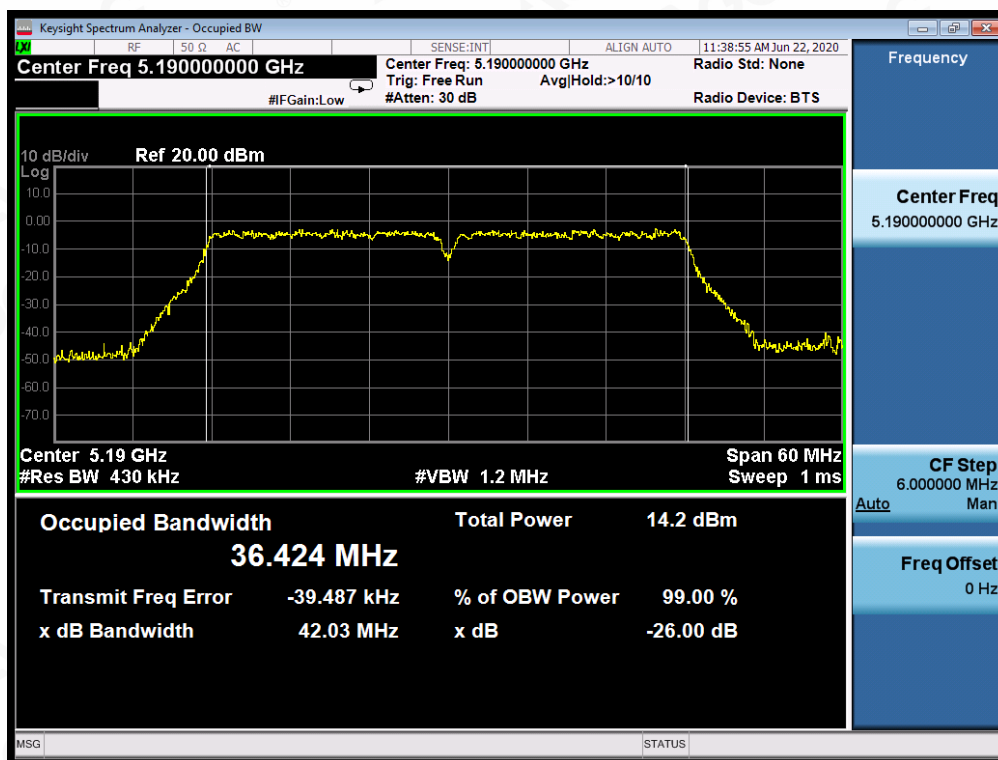 Keysight Spectrum Analyzer - Occupied BW
LXI RF 50 Ω AC SENSE:INT ALIGN AUTO 11:38:55 AM Jun 22, 2020
Center Freq 5.190000000 GHz
Center Freq: 5.190000000 GHz
Radio Std: None
Trig: Free Run Avg|Hold:>10/10
#IFGain:Low
#Atten: 30 dB
Radio Device: BTS
Frequency
10 dB/div Ref 20.00 dBm
Log
10.0
0.00
-10.0
-20.0
-30.0
-40.0
-50.0
-60.0
-70.0
Center 5.19 GHz Span 60 MHz
#Res BW 430 kHz #VBW 1.2 MHz Sweep 1 ms
Center Freq
5.190000000 GHz
CF Step
6.000000 MHz
Auto Man
Freq Offset
0 Hz
Occupied Bandwidth Total Power 14.2 dBm
36.424 MHz
Transmit Freq Error -39.487 kHz % of OBW Power 99.00 %
x dB Bandwidth 42.03 MHz x dB -26.00 dB
MSG STATUS